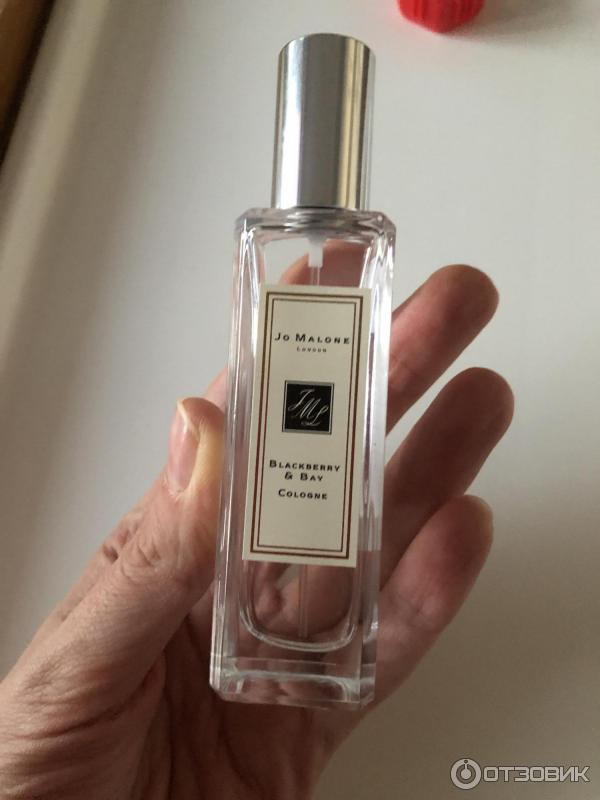 Jo Malone
London
JML
Blackberry
& Bay
Cologne
ОТЗОВИК